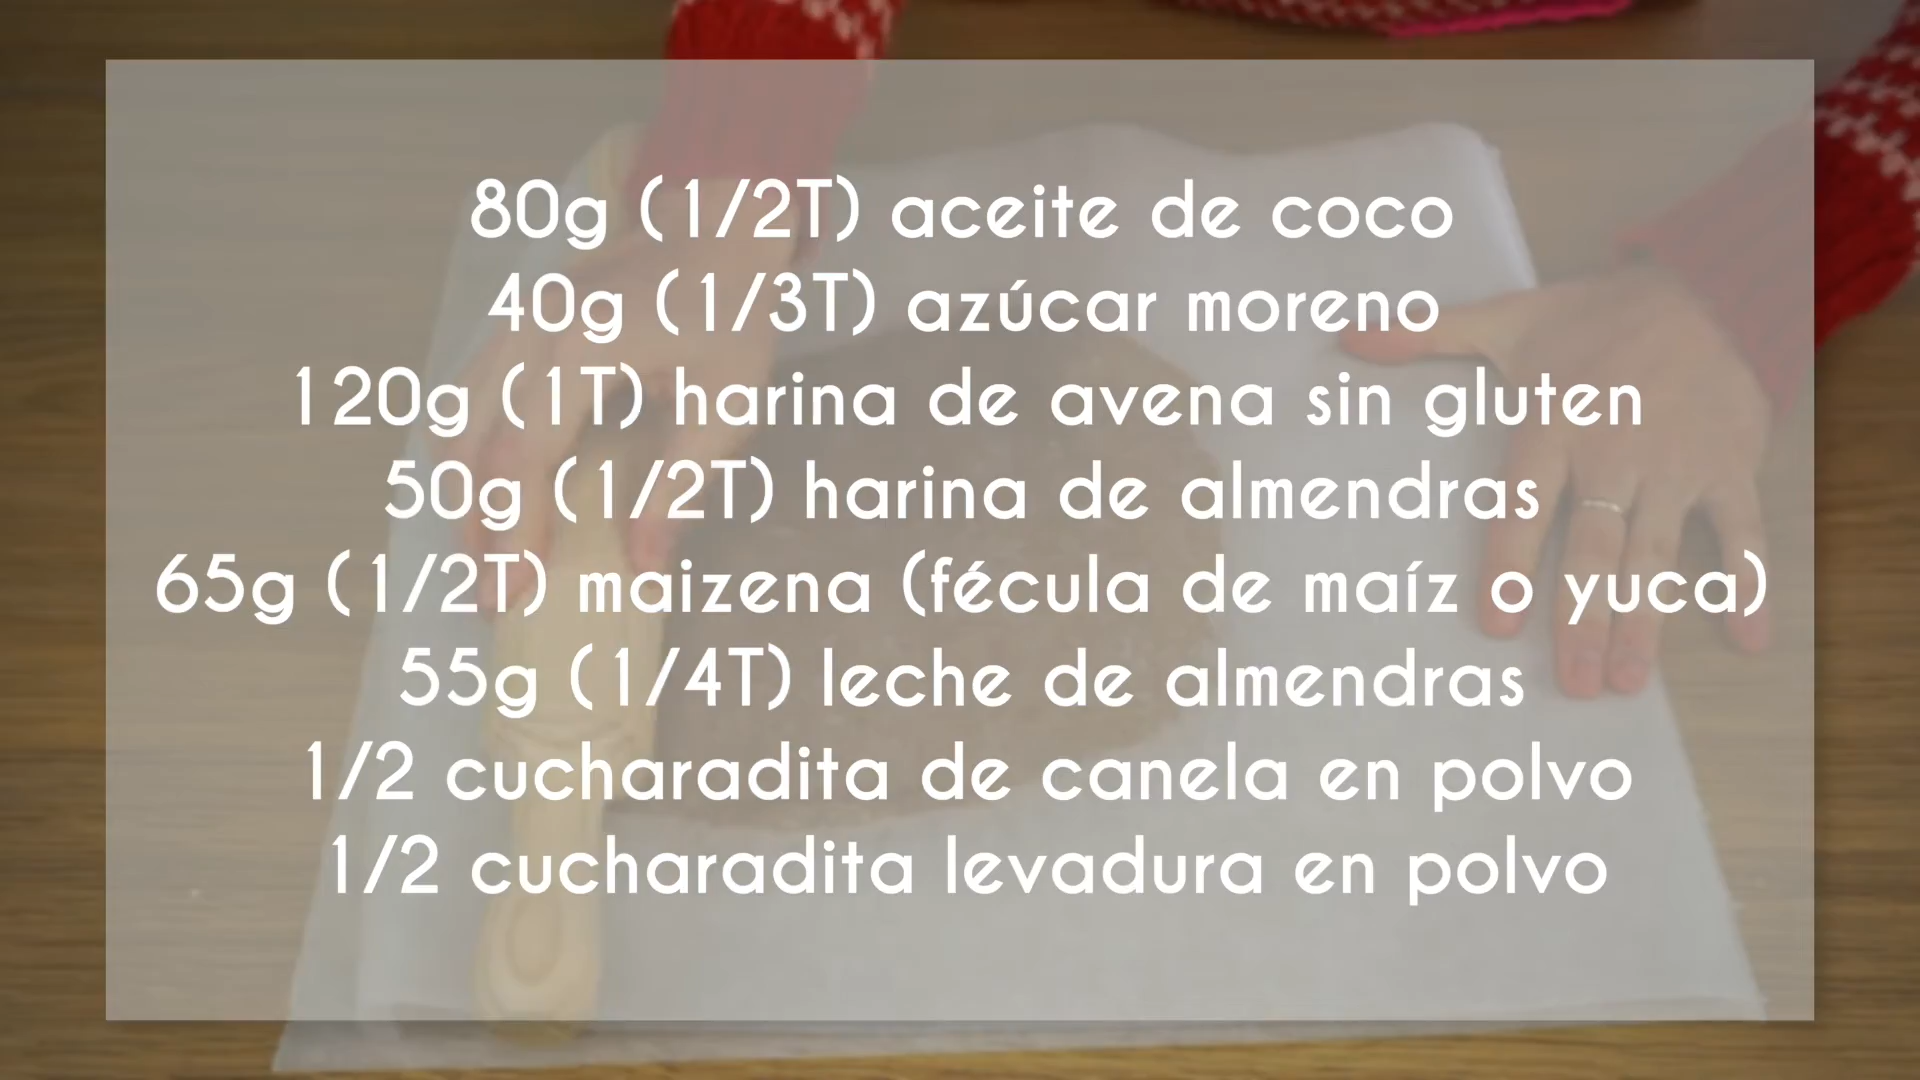 80g (1/2T) aceite de coco
40g (1/3T) azúcar moreno
120g (1T) harina de avena sin gluten
50g (1/2T) harina de almendras
65g (1/2T) maizena (fécula de maíz o yuca)
55g (1/4T) leche de almendras
1/2 cucharadita de canela en polvo
1/2 cucharadita levadura en polvo